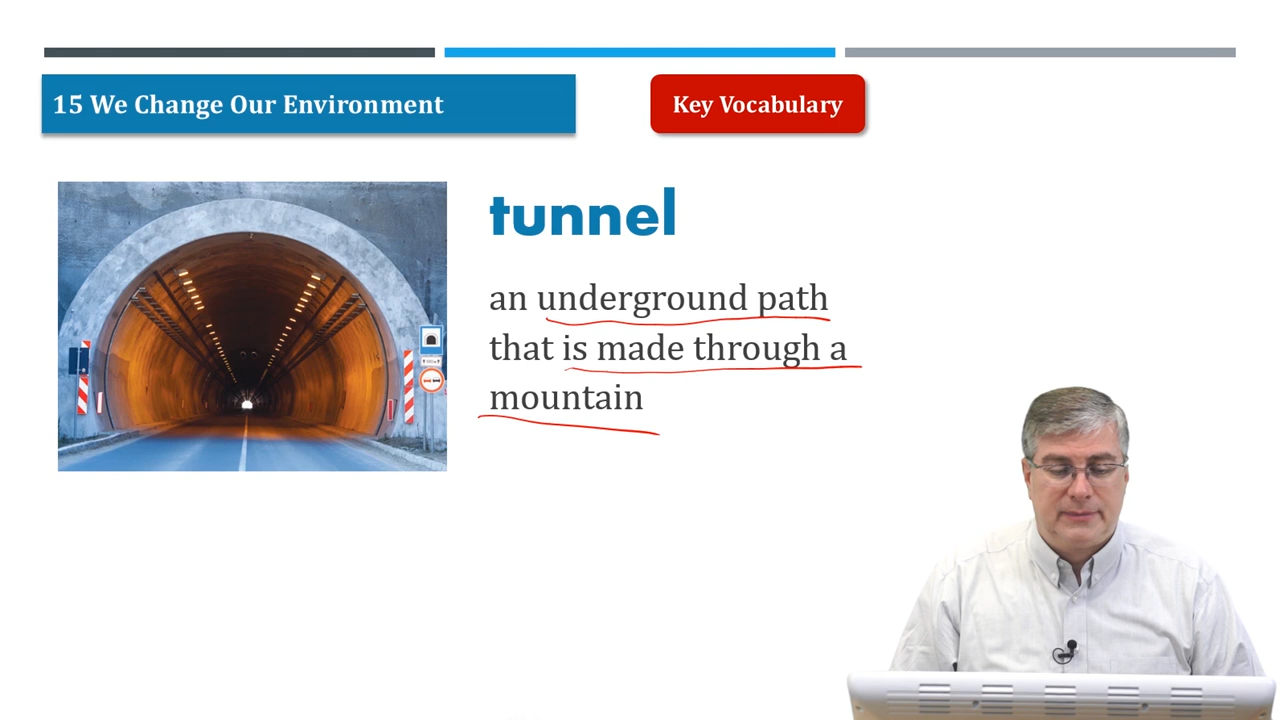 15 We Change Our Environment
Key Vocabulary
tunnel
an underground path
that is made through a
mountain